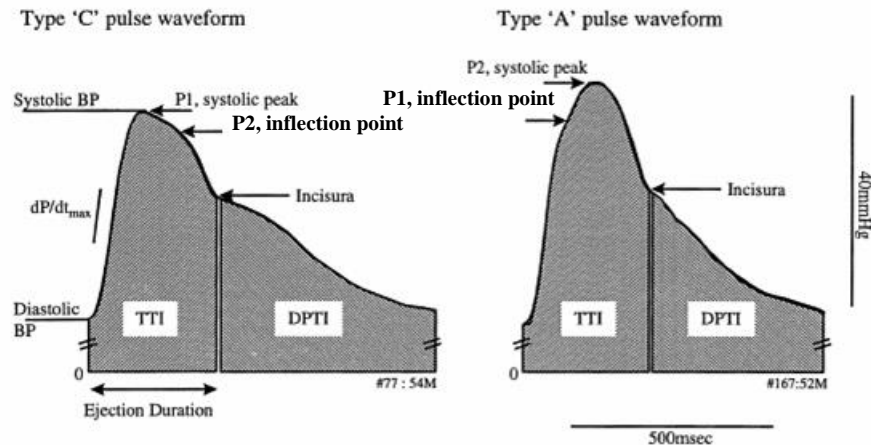 Type ‘C’ pulse waveform
Systolic BP
P1, systolic peak
P2, inflection point
Incisura
dP/dtmax
Diastolic
BP
TTI
DPTI
0
#77 : 54M
Ejection Duration
Type ‘A’ pulse waveform
P2, systolic peak
P1, inflection point
Incisura
40mmHg
TTI
DPTI
0
#167:52M
500msec